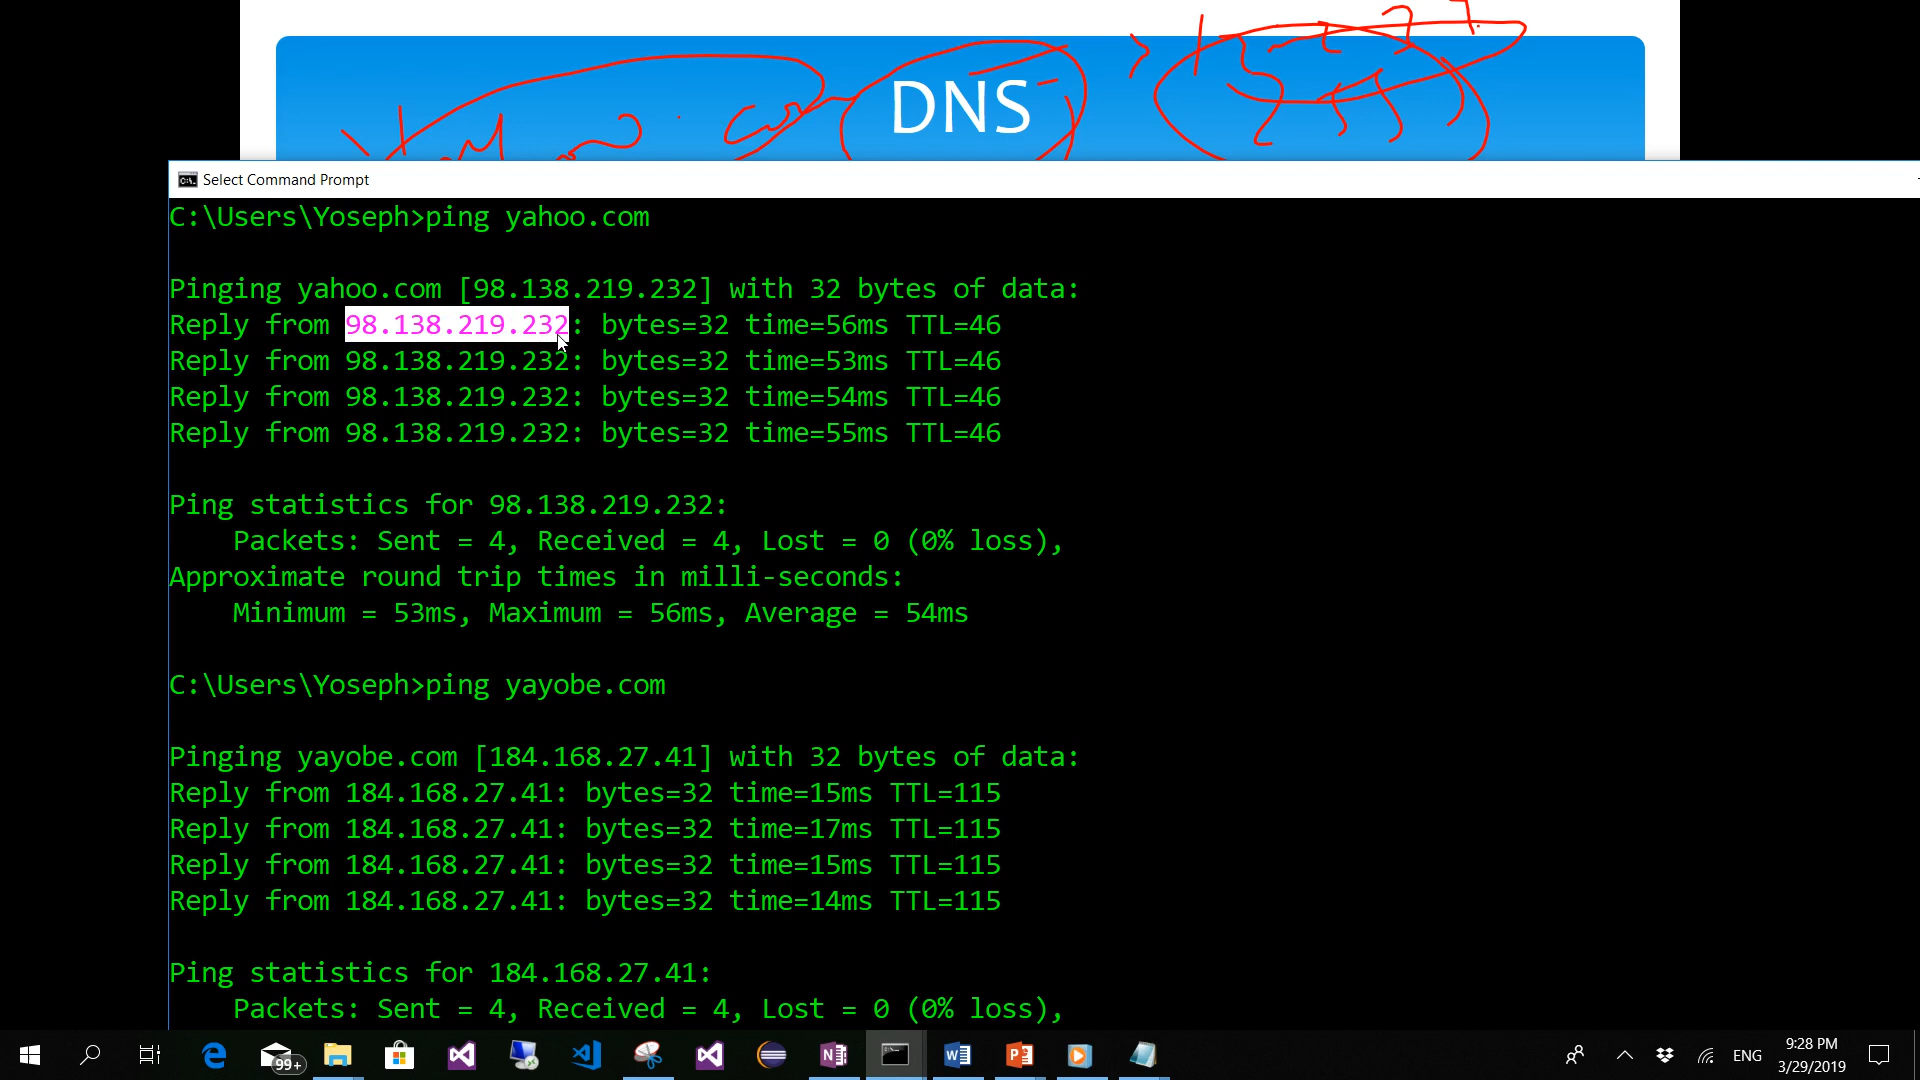 DNS
Select Command Prompt
C:\Users\Yoseph>ping yahoo.com
Pinging yahoo.com [98.138.219.232] with 32 bytes of data:
Reply from 98.138.219.232: bytes=32 time=56ms TTL=46
Reply from 98.138.219.232: bytes=32 time=53ms TTL=46
Reply from 98.138.219.232: bytes=32 time=54ms TTL=46
Reply from 98.138.219.232: bytes=32 time=55ms TTL=46
Ping statistics for 98.138.219.232:
Packets: Sent = 4, Received = 4, Lost = 0 (0% loss),
Approximate round trip times in milli-seconds:
Minimum = 53ms, Maximum = 56ms, Average = 54ms
C:\Users\Yoseph>ping yayobe.com
Pinging yayobe.com [184.168.27.41] with 32 bytes of data:
Reply from 184.168.27.41: bytes=32 time=15ms TTL=115
Reply from 184.168.27.41: bytes=32 time=17ms TTL=115
Reply from 184.168.27.41: bytes=32 time=15ms TTL=115
Reply from 184.168.27.41: bytes=32 time=14ms TTL=115
Ping statistics for 184.168.27.41:
Packets: Sent = 4, Received = 4, Lost = 0 (0% loss),
99+
ENG
9:28 PM
3/29/2019